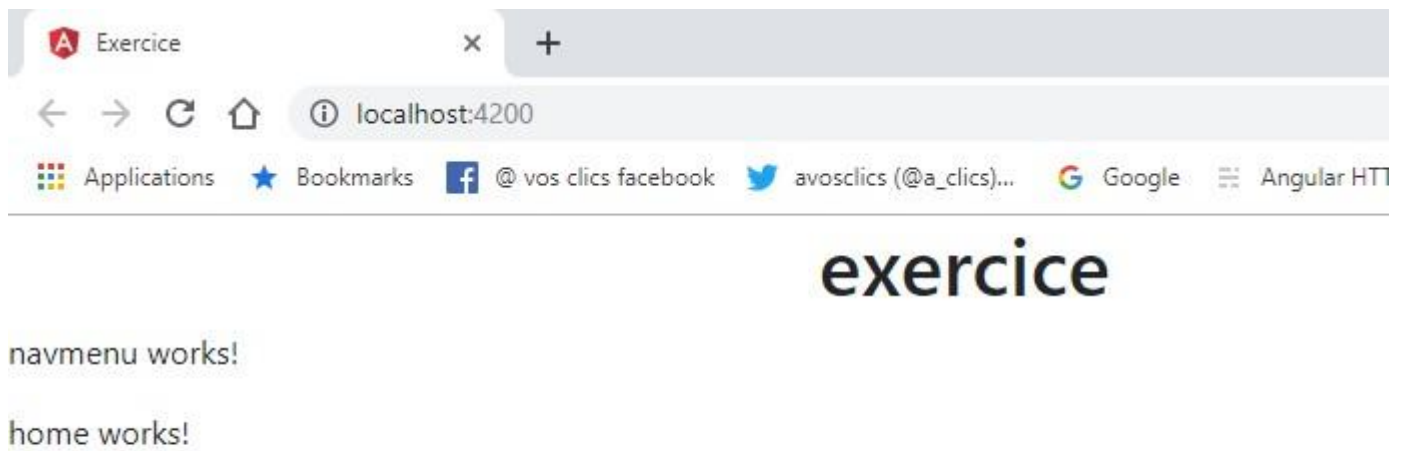 Exercice
localhost:4200
Applications Bookmarks @ vos clics facebook avosclics (@a_clics)... Google Angular HTT
exercice
navmenu works!
home works!